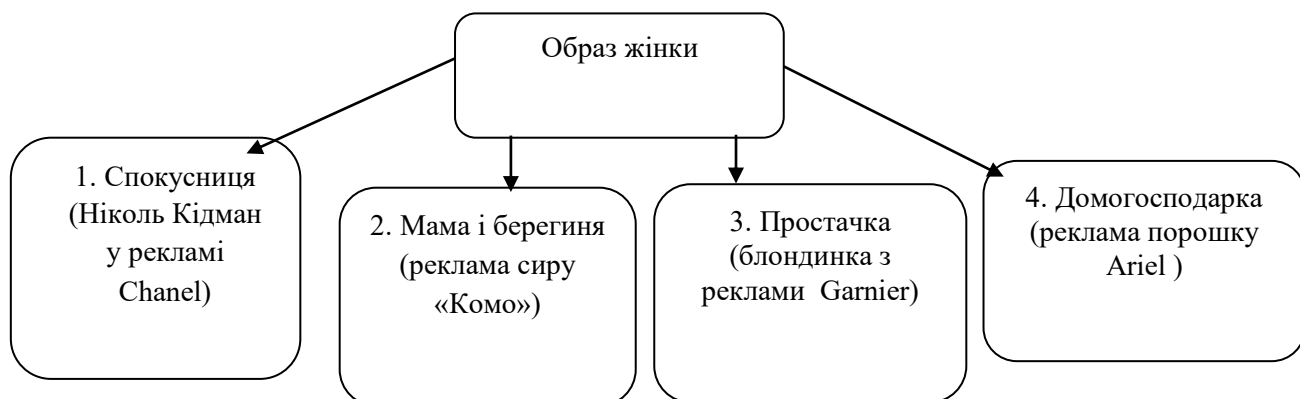 Образ жінки
1. Спокусниця
(Ніколь Кідман
у рекламі
Chanel)
2. Мама і берегиня
(реклама сиру
«Комо»)
3. Простачка
(блондинка з
реклами Garnier)
4. Домогосподарка
(реклама порошку
Ariel )